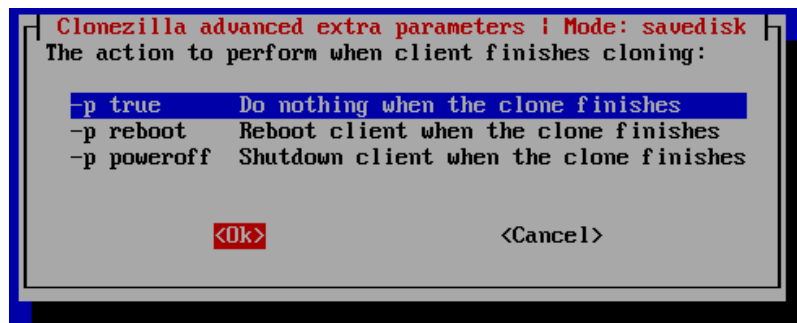 Clonezilla advanced extra parameters | Mode: savedisk
The action to perform when client finishes cloning:
-p true Do nothing when the clone finishes
-p reboot Reboot client when the clone finishes
-p poweroff Shutdown client when the clone finishes
<Ok> <Cancel>